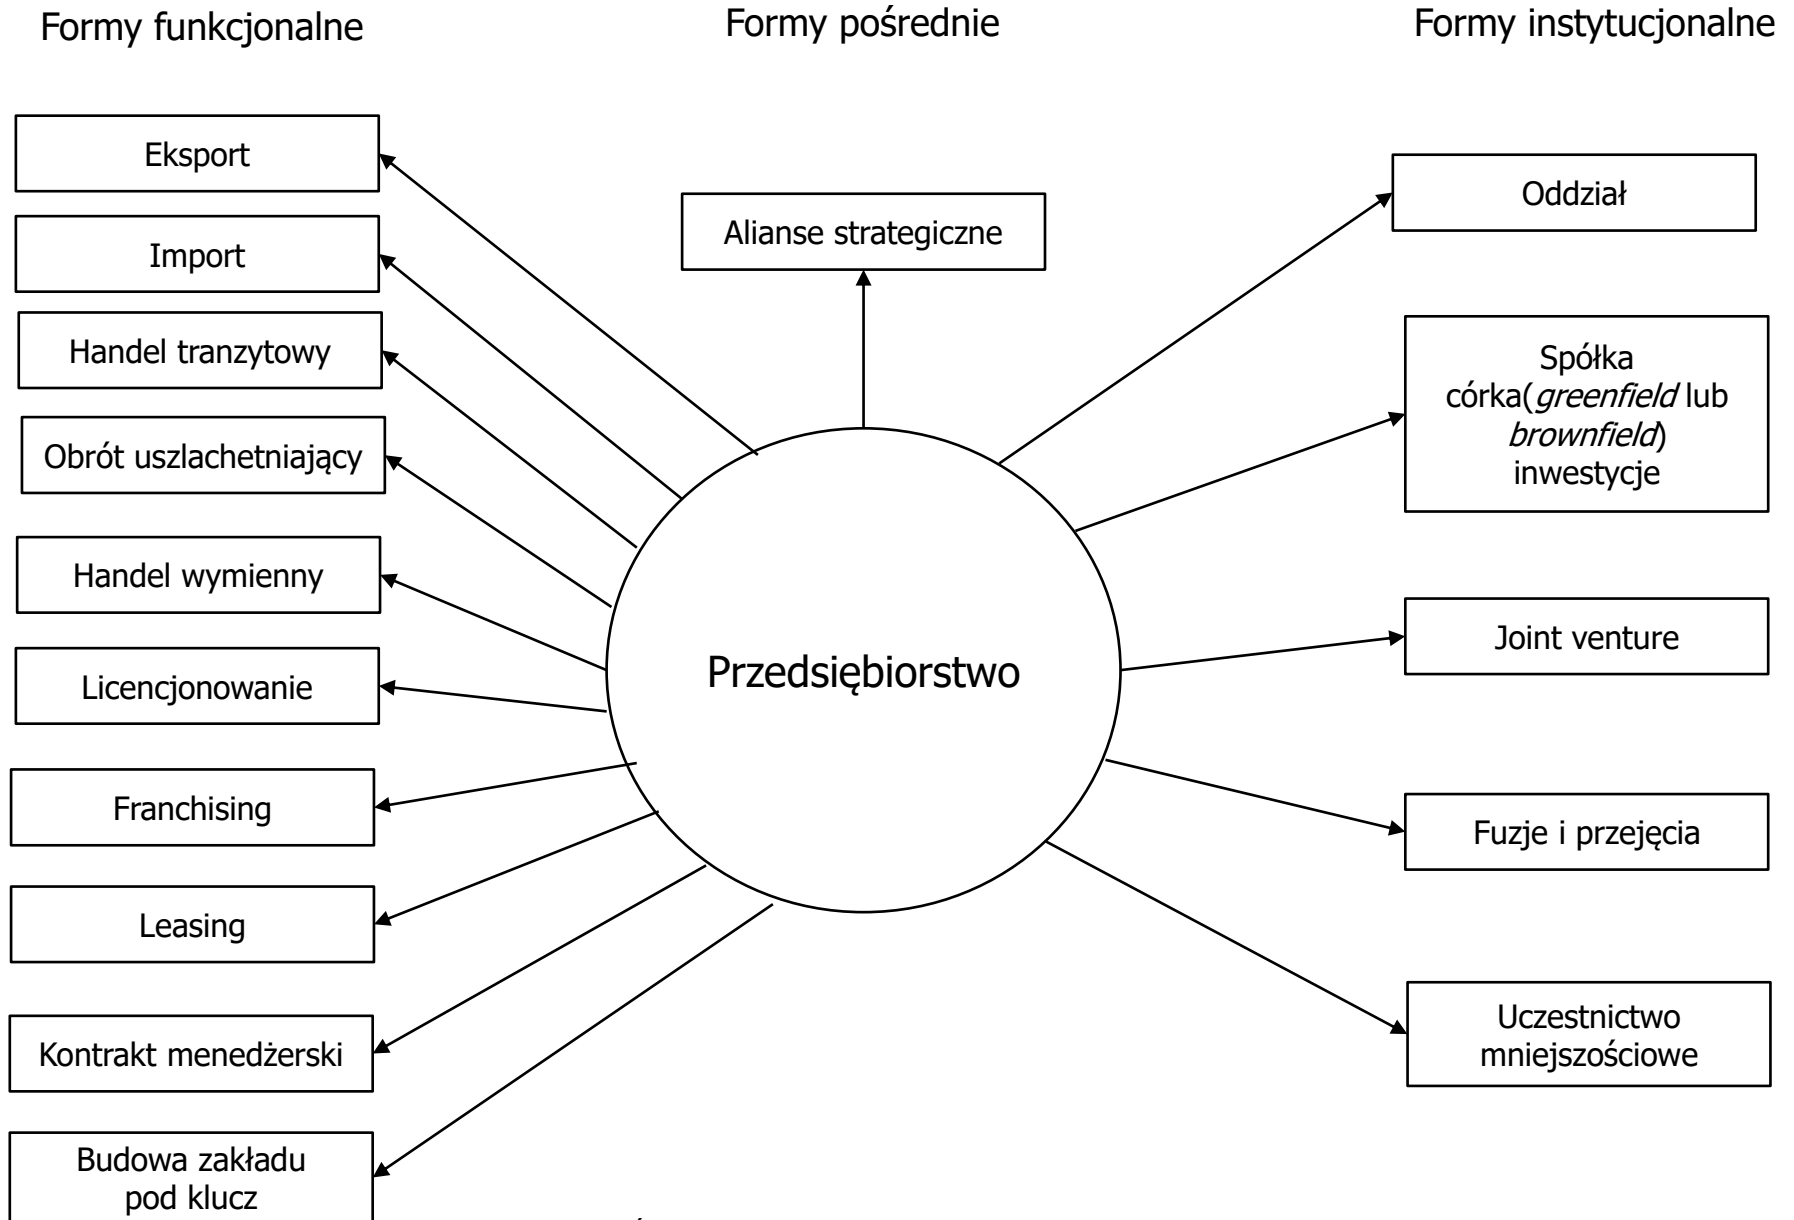 Formy funkcjonalne
Formy pośrednie
Formy instytucjonalne
Eksport
Import
Handel tranzytowy
Obrót uszlachetniający
Handel wymienny
Licencjonowanie
Franchising
Leasing
Kontrakt menedżerski
Budowa zakładu
pod klucz
Alianse strategiczne
Przedsiębiorstwo
Oddział
Spółka
córka(greenfield lub
brownfield)
inwestycje
Joint venture
Fuzje i przejęcia
Uczestnictwo
mniejszościowe